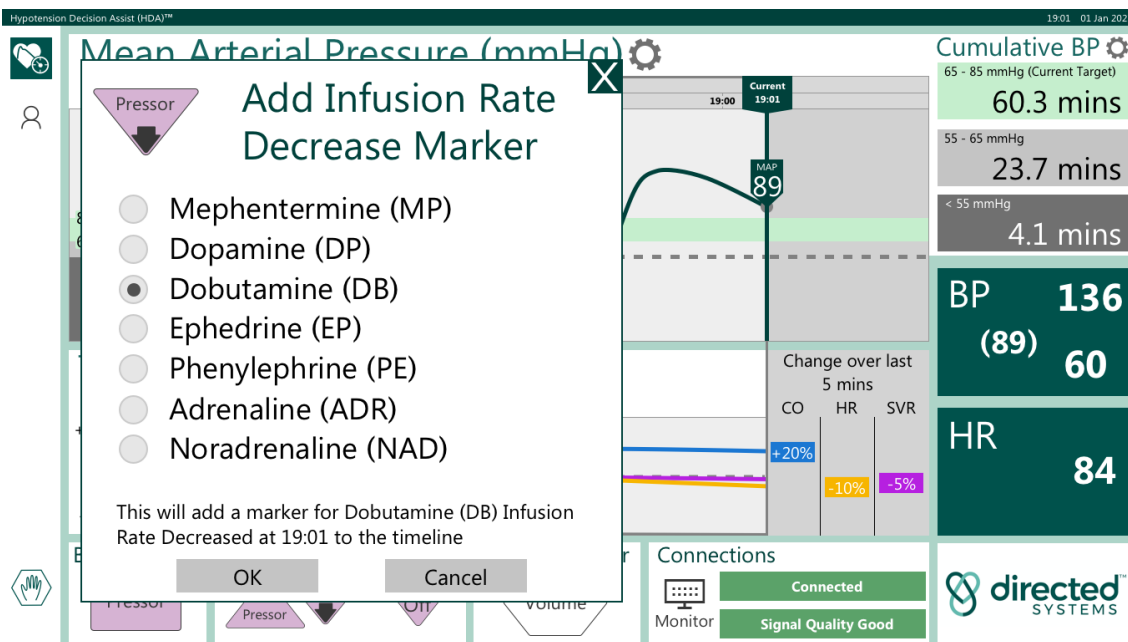 Hypotension Decision Assist (HDA)™
19:01 01 Jan 202
Mean Arterial Pressure (mmHg)
Add Infusion Rate
Decrease Marker
Pressor
X
Mephentermine (MP)
Dopamine (DP)
Dobutamine (DB)
Ephedrine (EP)
Phenylephrine (PE)
Adrenaline (ADR)
Noradrenaline (NAD)
This will add a marker for Dobutamine (DB) Infusion
Rate Decreased at 19:01 to the timeline
OK
Cancel
19:00
Current
19:01
MAP
89
Change over last
5 mins
CO HR SVR
+20%
-10%
-5%
Cumulative BP
65 - 85 mmHg (Current Target)
60.3 mins
55 - 65 mmHg
23.7 mins
< 55 mmHg
4.1 mins
BP
136
(89)
60
HR
84
Pressor
Pressor
Off
Volume
Connections
Monitor
Connected
Signal Quality Good
directed™
SYSTEMS